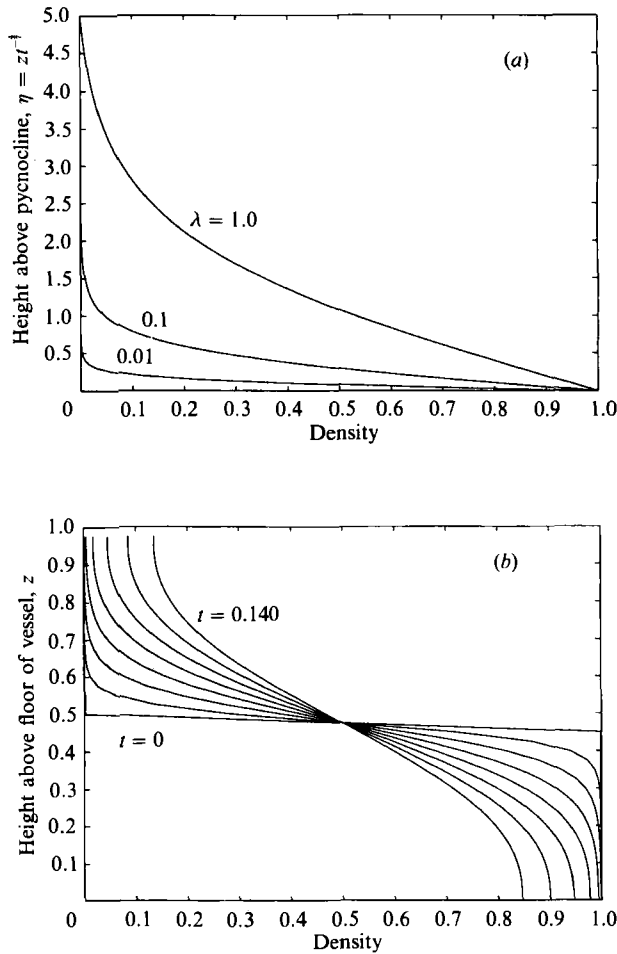 5.0
(a)
4.5
4.0
3.5
3.0
2.5
λ = 1.0
2.0
1.5
1.0
0.1
0.5
0.01
0 0.1 0.2 0.3 0.4 0.5 0.6 0.7 0.8 0.9 1.0
Density
Height above pycnocline, η = zt
1.0
(b)
0.9
0.8
t = 0.140
0.7
0.6
0.5
t = 0
0.4
0.3
0.2
0.1
0 0.1 0.2 0.3 0.4 0.5 0.6 0.7 0.8 0.9 1.0
Density
Height above floor of vessel, z